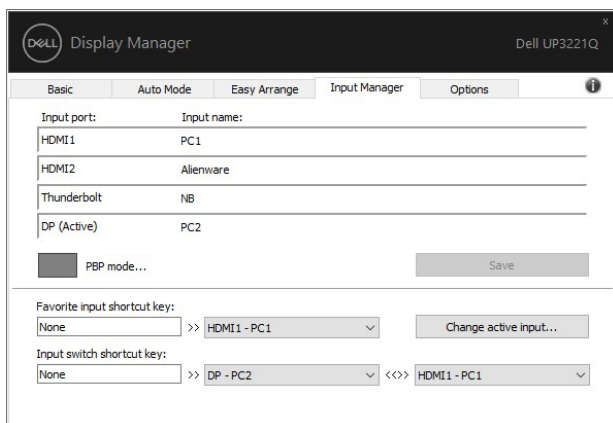 x
DELL Display Manager Dell UP3221Q
Basic Auto Mode Easy Arrange Input Manager Options i
Input port: Input name:
HDMI1 PC1
HDMI2 Alienware
Thunderbolt NB
DP (Active) PC2
PBP mode... Save
Favorite input shortcut key:
None >> HDMI1 - PC1 Change active input...
Input switch shortcut key:
None >> DP - PC2 <<>> HDMI1 - PC1